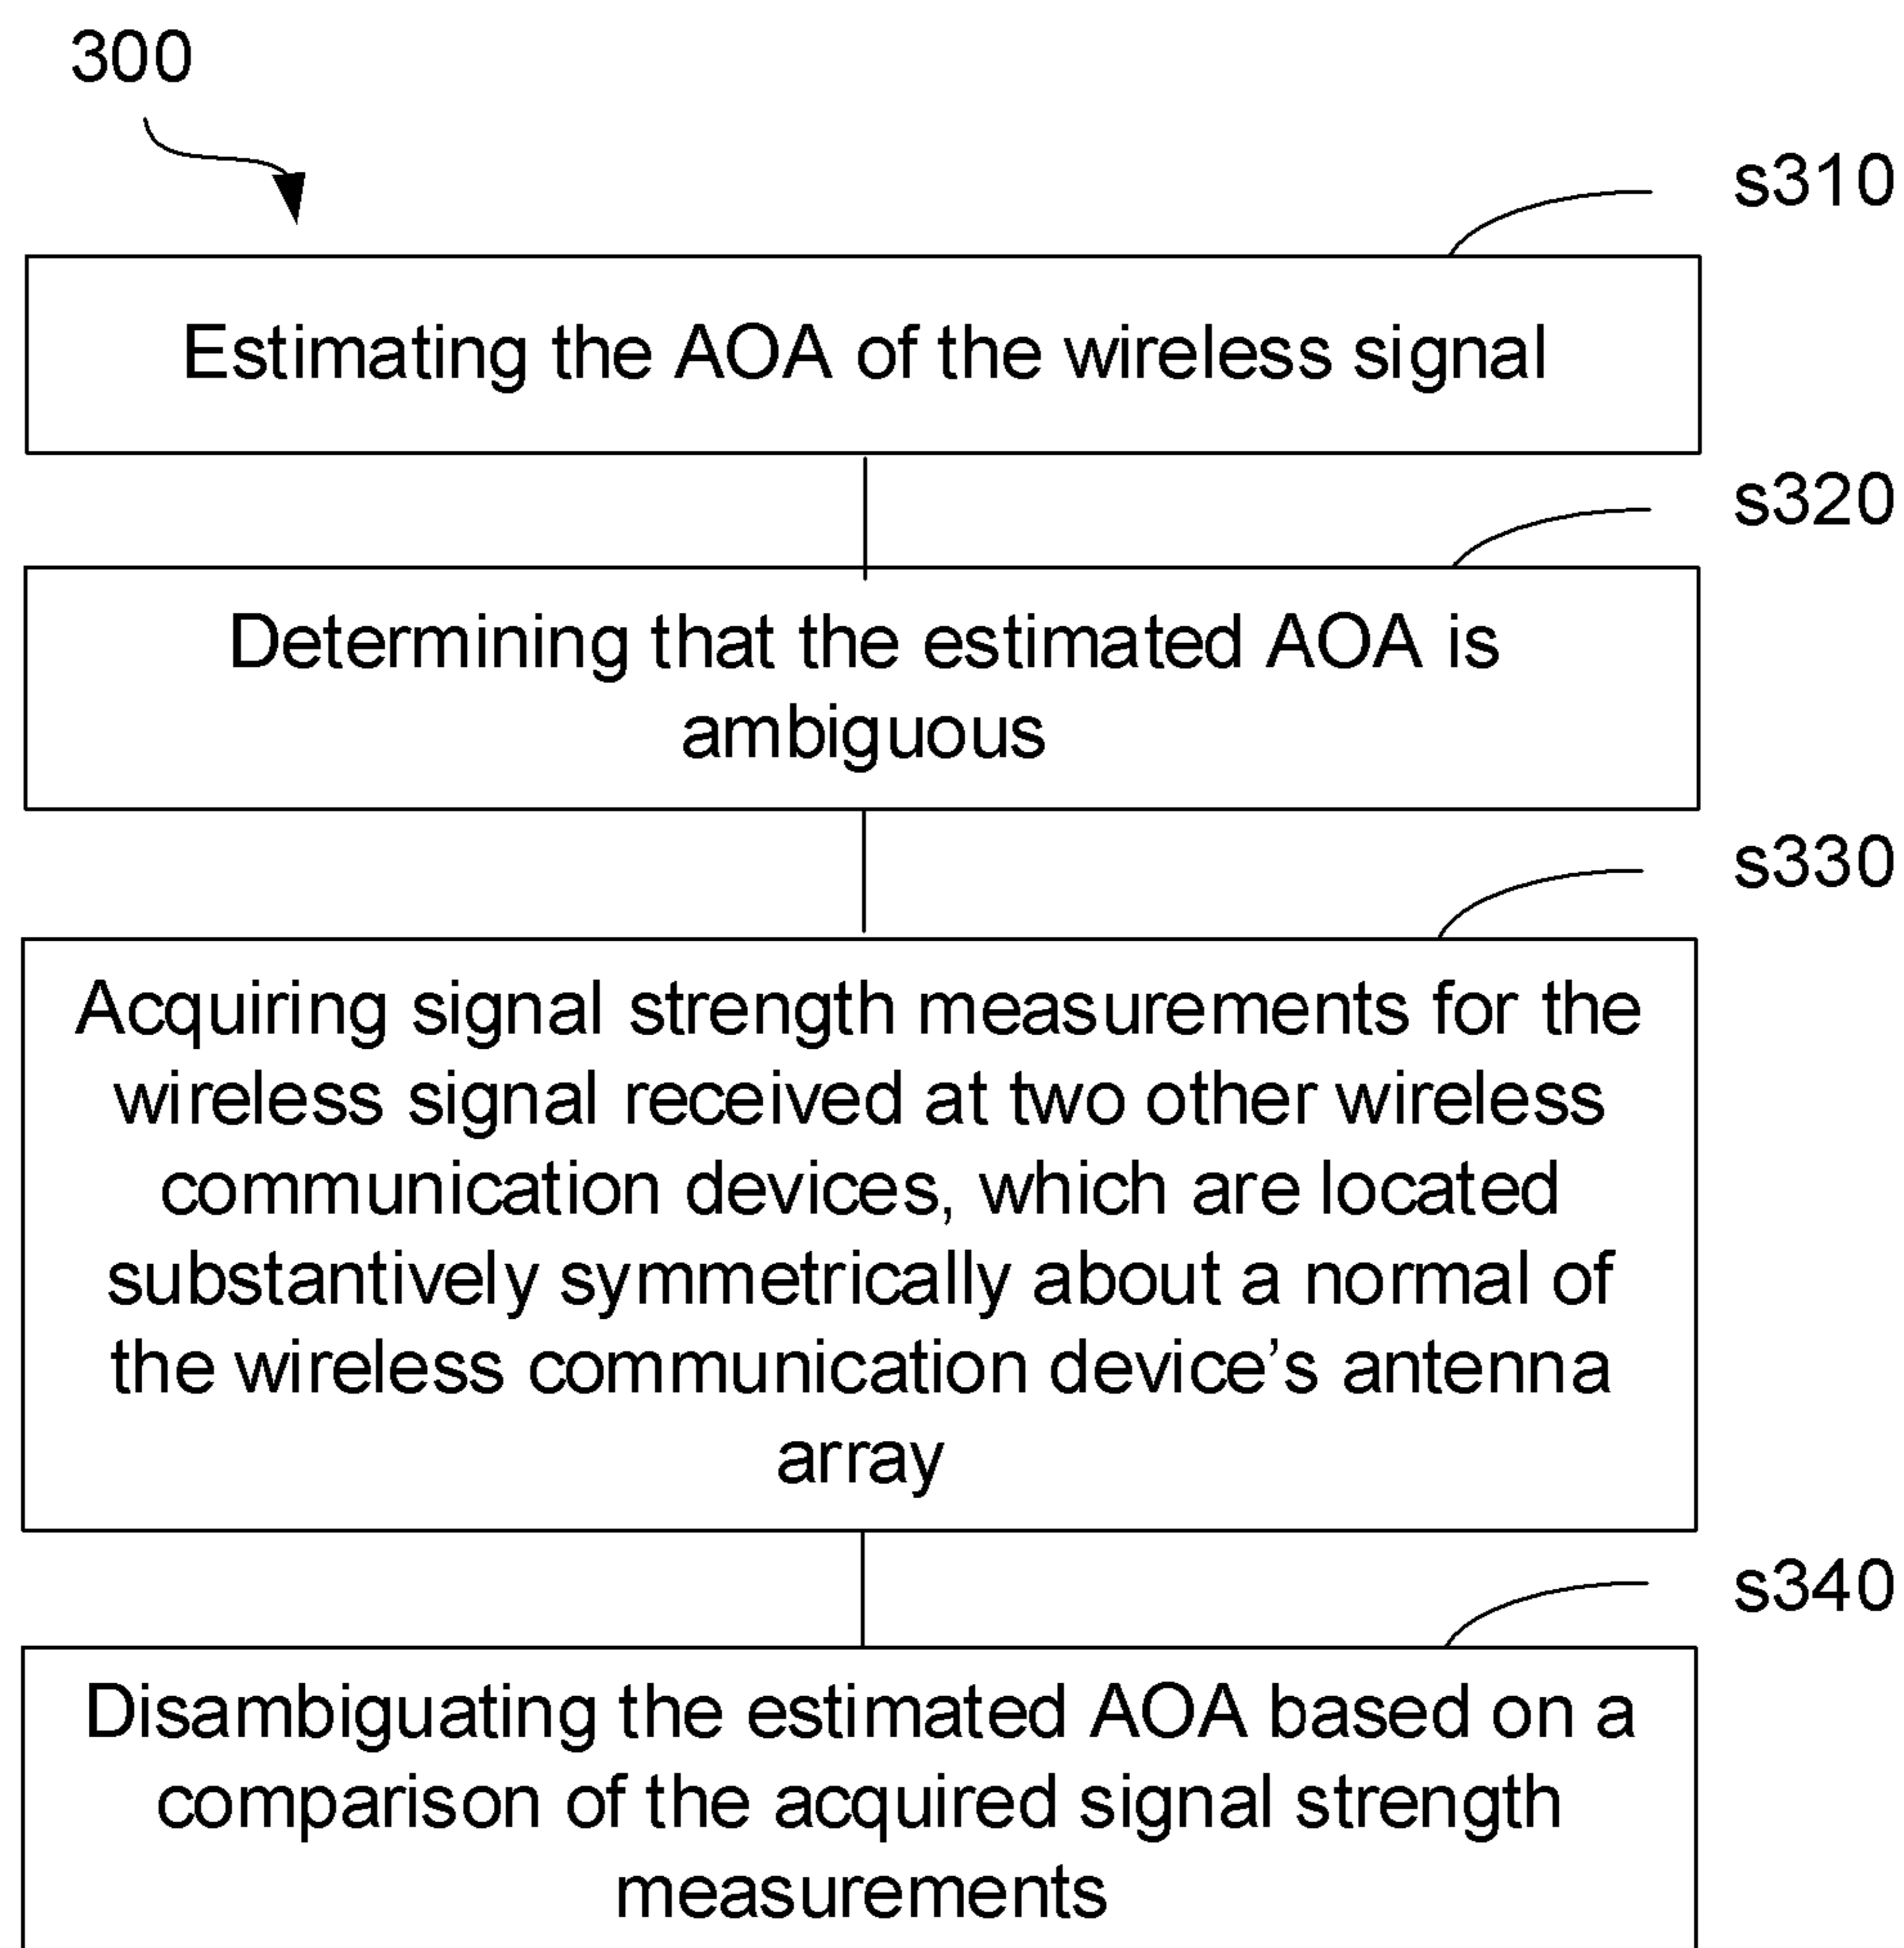 300
s310
Estimating the AOA of the wireless signal
s320
Determining that the estimated AOA is
ambiguous
s330
Acquiring signal strength measurements for the
wireless signal received at two other wireless
communication devices, which are located
substantively symmetrically about a normal of
the wireless communication device's antenna
array
s340
Disambiguating the estimated AOA based on a
comparison of the acquired signal strength
measurements